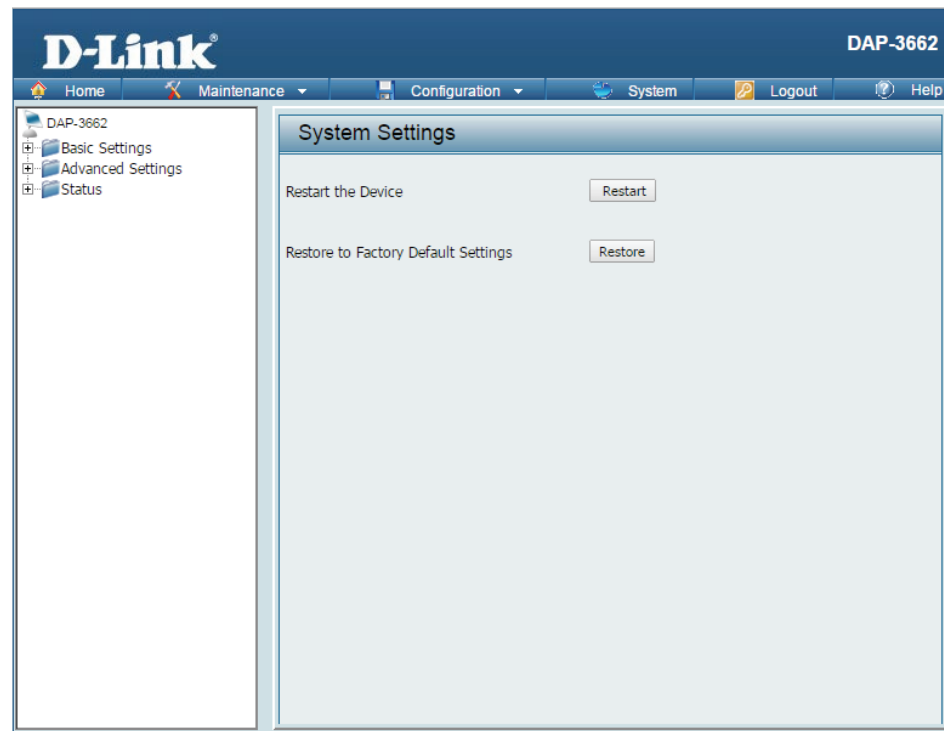 D-Link®
DAP-3662
Home Maintenance Configuration System Logout Help
DAP-3662
Basic Settings
Advanced Settings
Status
System Settings
Restart the Device Restart
Restore to Factory Default Settings Restore